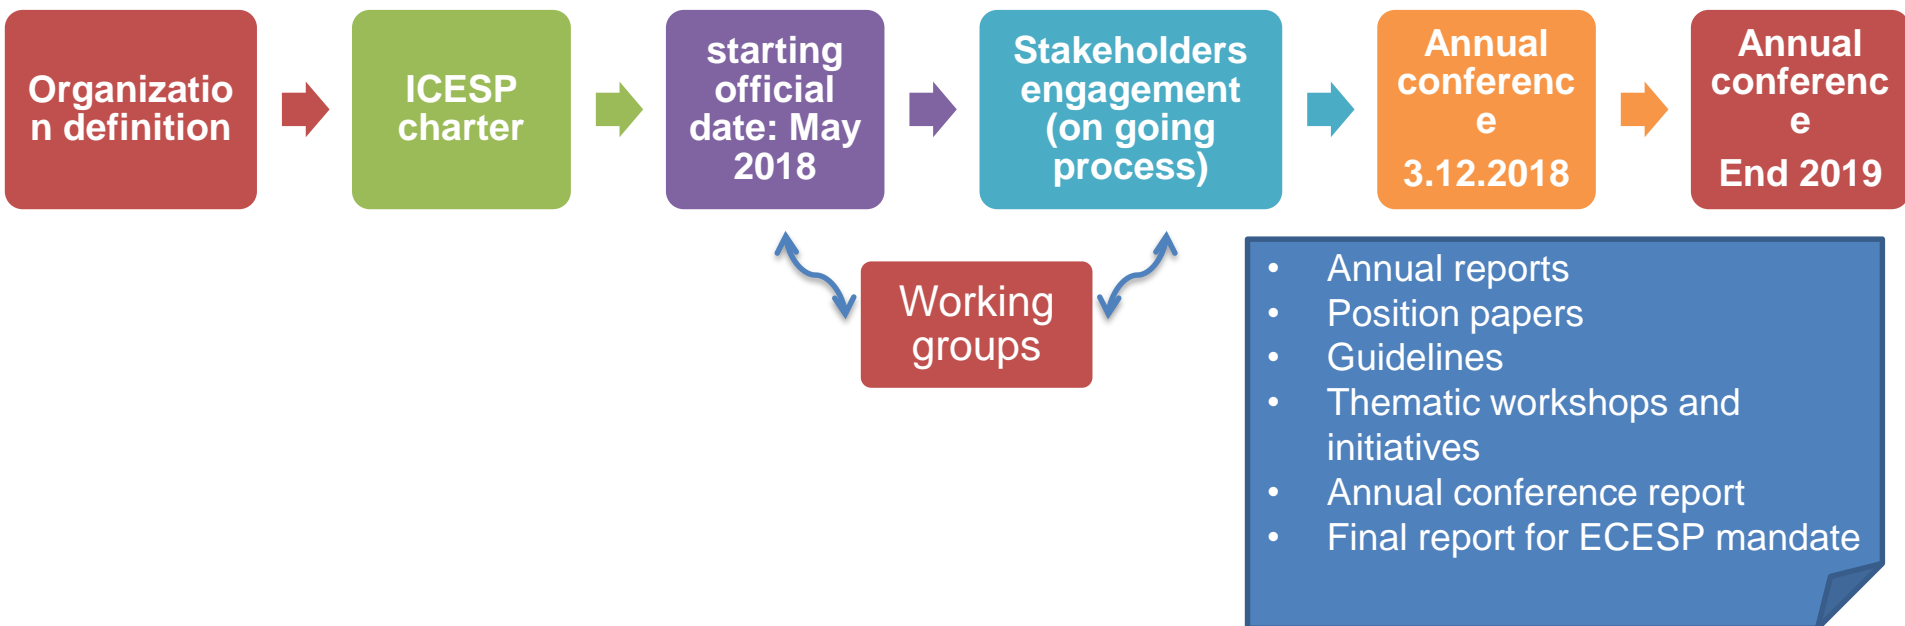 Organizatio
n definition
ICESP
charter
starting
official
date: May
2018
Stakeholders
engagement
(on going
process)
Annual
conferenc
e
3.12.2018
Annual
conferenc
e
End 2019
Working
groups
• Annual reports
• Position papers
• Guidelines
• Thematic workshops and
initiatives
• Annual conference report
• Final report for ECESP mandate